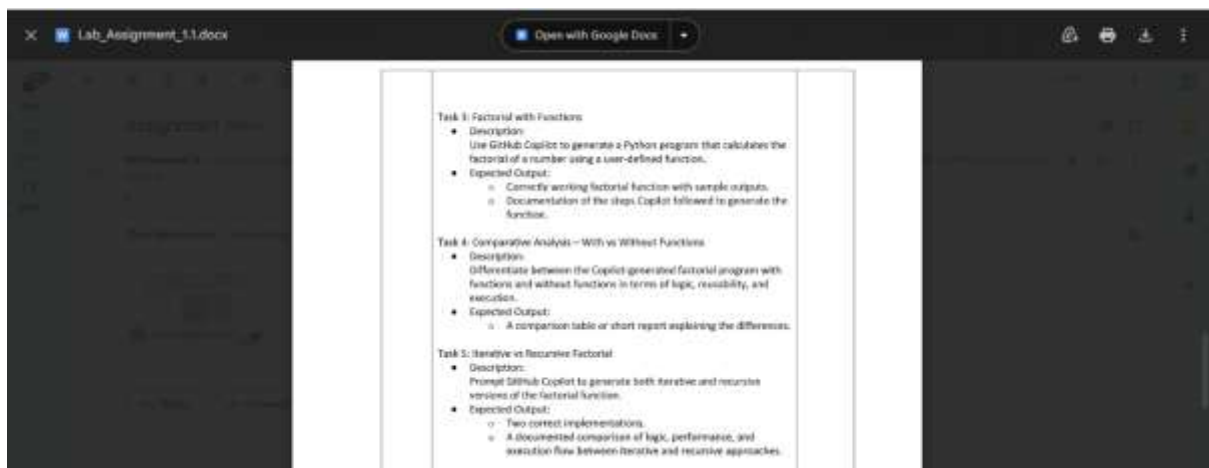 Lab_Assignment_1.1.docx
Open with Google Docs
Task 3: Factorial with Functions
● Description:
Use GitHub Copilot to generate a Python program that calculates the
factorial of a number using a user-defined function.
● Expected Output:
○ Correctly working factorial function with sample outputs.
○ Documentation of the steps Copilot followed to generate the
function.
Task 4: Comparative Analysis – With vs Without Functions
● Description:
Differentiate between the Copilot-generated factorial program with
functions and without functions in terms of logic, reusability, and
execution.
● Expected Output:
○ A comparison table or short report explaining the differences.
Task 5: Iterative vs Recursive Factorial
● Description:
Prompt GitHub Copilot to generate both iterative and recursive
versions of the factorial function.
● Expected Output:
○ Two correct implementations.
○ A documented comparison of logic, performance, and
execution flow between iterative and recursive approaches.